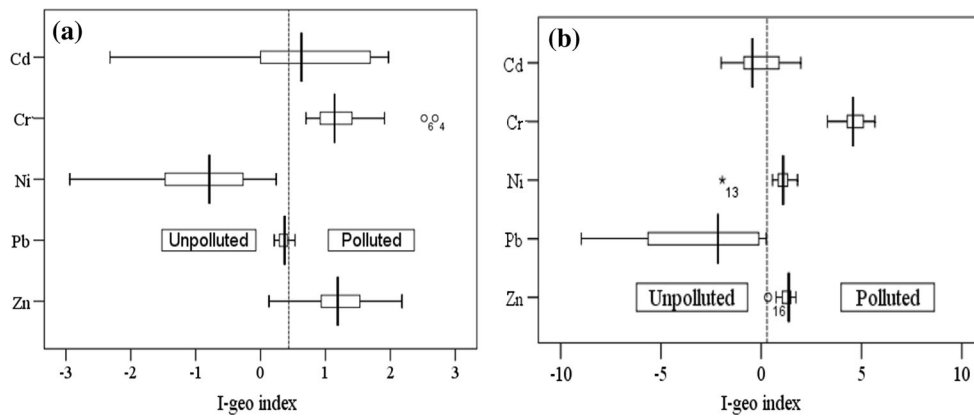 (a)
Cd
Cr
6 4
Ni
Pb
Unpolluted
Polluted
Zn
-3
-2
-1
0
1
2
3
I-geo index
(b)
Cd
Cr
Ni
* 13
Pb
Unpolluted
Polluted
Zn
16
-10
-5
0
5
10
I-geo index